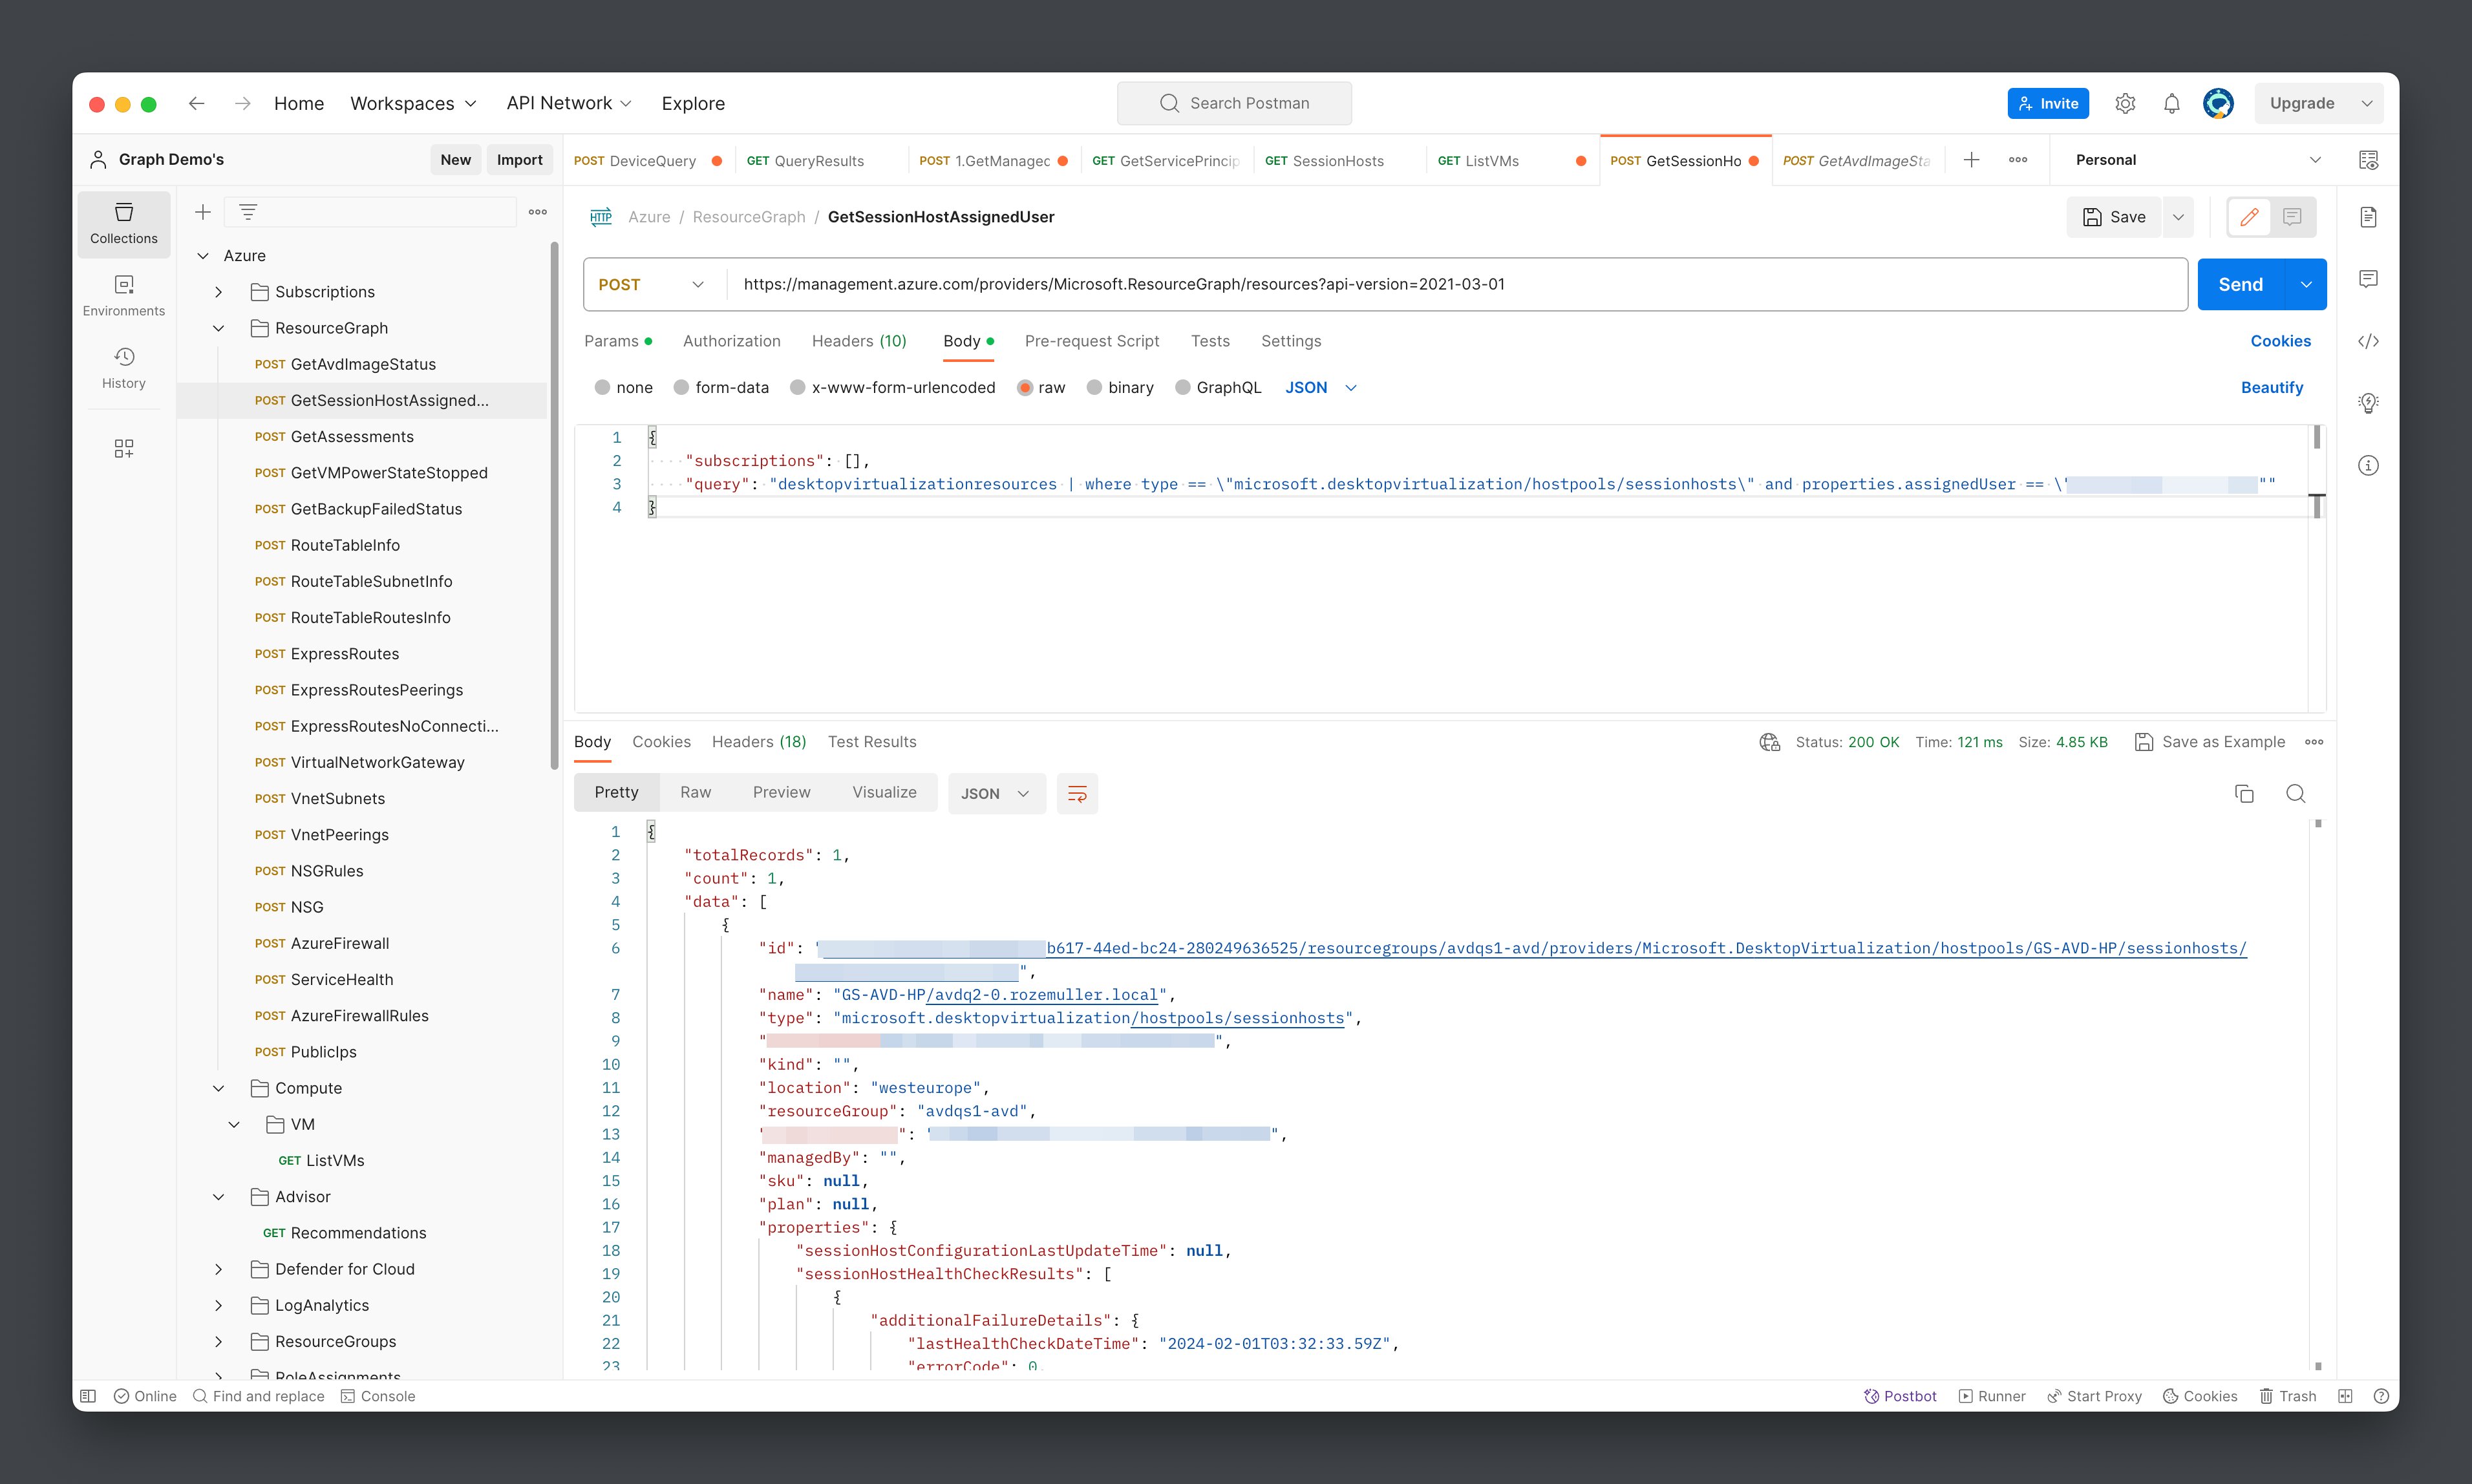 Home Workspaces API Network Explore Search Postman Invite Upgrade
Graph Demo's New Import
POST DeviceQuery GET QueryResults POST 1.GetManagec GET GetServicePrincip GET SessionHosts GET ListVMs POST GetSessionHo POST GetAvdImageSta Personal
Collections
Environments
History
Azure
Subscriptions
ResourceGraph
POST GetAvdImageStatus
POST GetSessionHostAssigned...
POST GetAssessments
POST GetVMPowerStateStopped
POST GetBackupFailedStatus
POST RouteTableInfo
POST RouteTableSubnetInfo
POST RouteTableRoutesInfo
POST ExpressRoutes
POST ExpressRoutesPeerings
POST ExpressRoutesNoConnecti...
POST VirtualNetworkGateway
POST VnetSubnets
POST VnetPeerings
POST NSGRules
POST NSG
POST AzureFirewall
POST ServiceHealth
POST AzureFirewallRules
POST PublicIps
Compute
VM
GET ListVMs
Advisor
GET Recommendations
Defender for Cloud
LogAnalytics
ResourceGroups
RoleAssignments
HTTP Azure / ResourceGraph / GetSessionHostAssignedUser Save
POST https://management.azure.com/providers/Microsoft.ResourceGraph/resources?api-version=2021-03-01 Send
Params Authorization Headers (10) Body Pre-request Script Tests Settings Cookies
none form-data x-www-form-urlencoded raw binary GraphQL JSON Beautify
1 {
2 "subscriptions": [],
3 "query": "desktopvirtualizationresources | where type == \"microsoft.desktopvirtualization/hostpools/sessionhosts\" and properties.assignedUser == \" ""
4 }
Body Cookies Headers (18) Test Results Status: 200 OK Time: 121 ms Size: 4.85 KB Save as Example
Pretty Raw Preview Visualize JSON
1 {
2 "totalRecords": 1,
3 "count": 1,
4 "data": [
5 {
6 "id": " b617-44ed-bc24-280249636525/resourcegroups/avdqs1-avd/providers/Microsoft.DesktopVirtualization/hostpools/GS-AVD-HP/sessionhosts/
",
7 "name": "GS-AVD-HP/avdq2-0.rozemuller.local",
8 "type": "microsoft.desktopvirtualization/hostpools/sessionhosts",
9 " ",
10 "kind": "",
11 "location": "westeurope",
12 "resourceGroup": "avdqs1-avd",
13 " ": " ",
14 "managedBy": "",
15 "sku": null,
16 "plan": null,
17 "properties": {
18 "sessionHostConfigurationLastUpdateTime": null,
19 "sessionHostHealthCheckResults": [
20 {
21 "additionalFailureDetails": {
22 "lastHealthCheckDateTime": "2024-02-01T03:32:33.59Z",
23 "errorCode": 0,
Online Find and replace Console Postbot Runner Start Proxy Cookies Trash